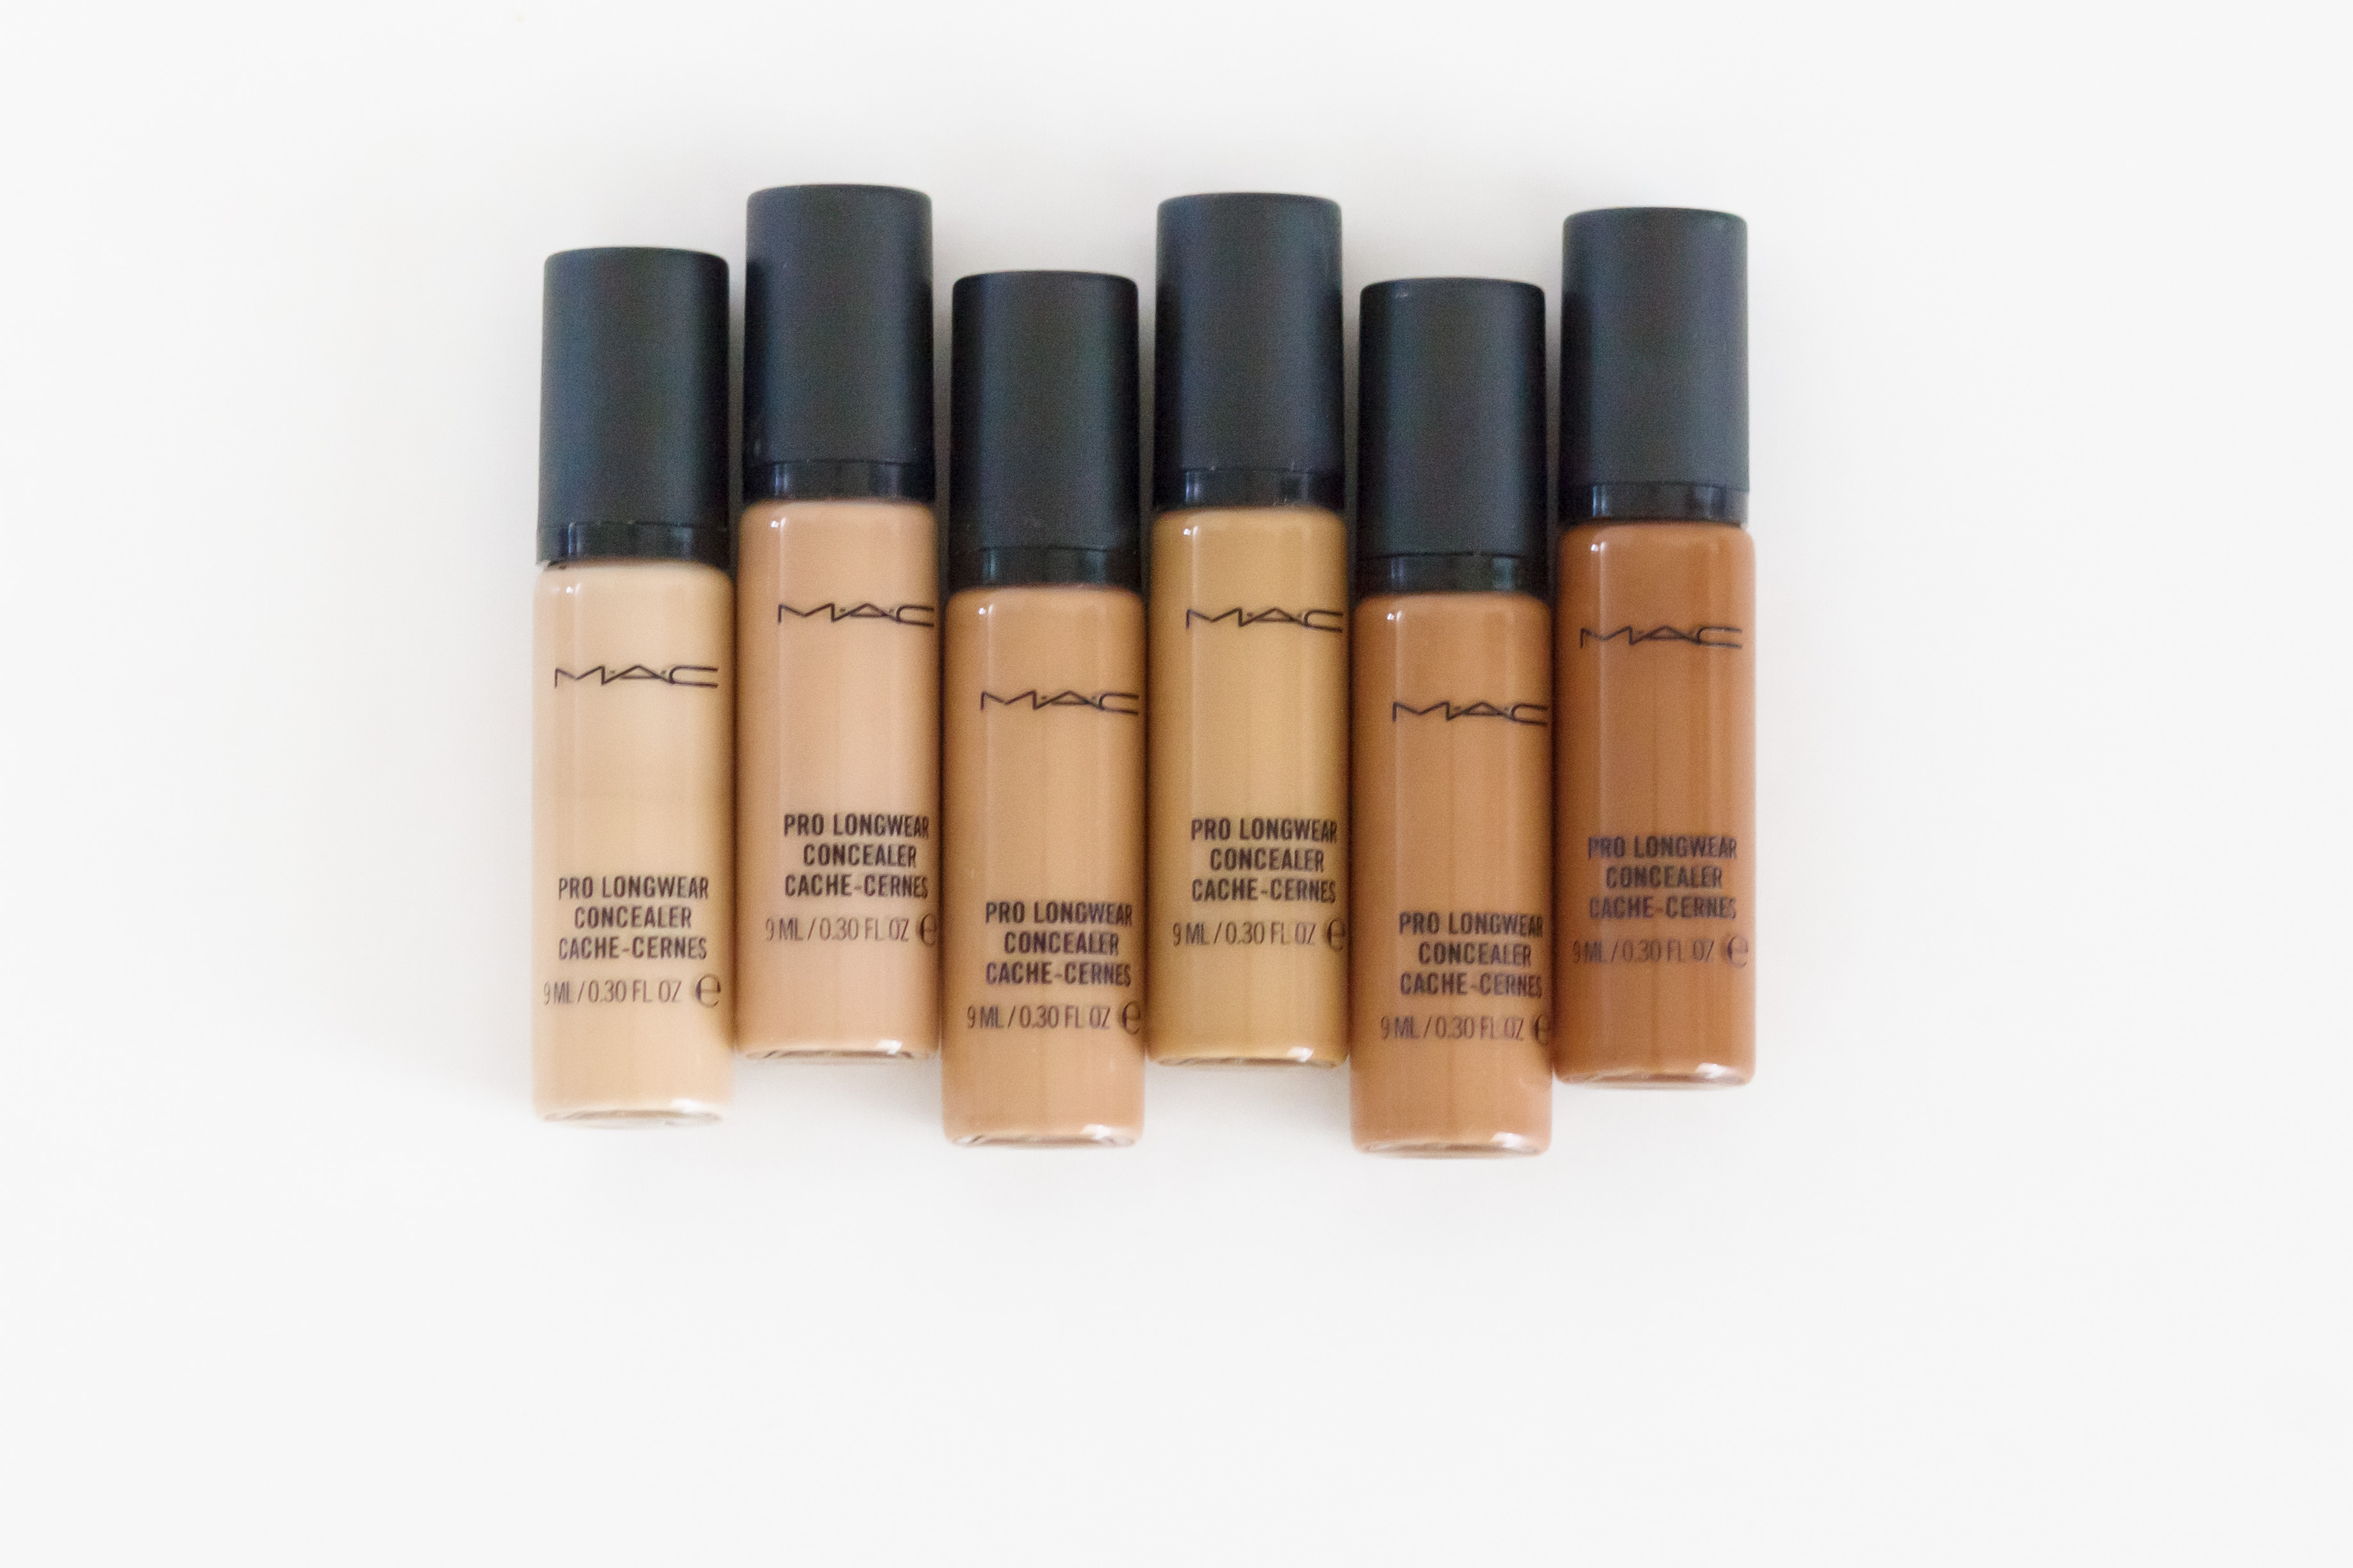 MAC
PRO LONGWEAR
CONCEALER
CACHE-CERNES
9 ML / 0.30 FL OZ e
MAC
PRO LONGWEAR
CONCEALER
CACHE-CERNES
9 ML / 0.30 FL OZ e
MAC
PRO LONGWEAR
CONCEALER
CACHE-CERNES
9 ML / 0.30 FL OZ e
MAC
PRO LONGWEAR
CONCEALER
CACHE-CERNES
9 ML / 0.30 FL OZ e
MAC
PRO LONGWEAR
CONCEALER
CACHE-CERNES
9 ML / 0.30 FL OZ e
MAC
PRO LONGWEAR
CONCEALER
CACHE-CERNES
9 ML / 0.30 FL OZ e